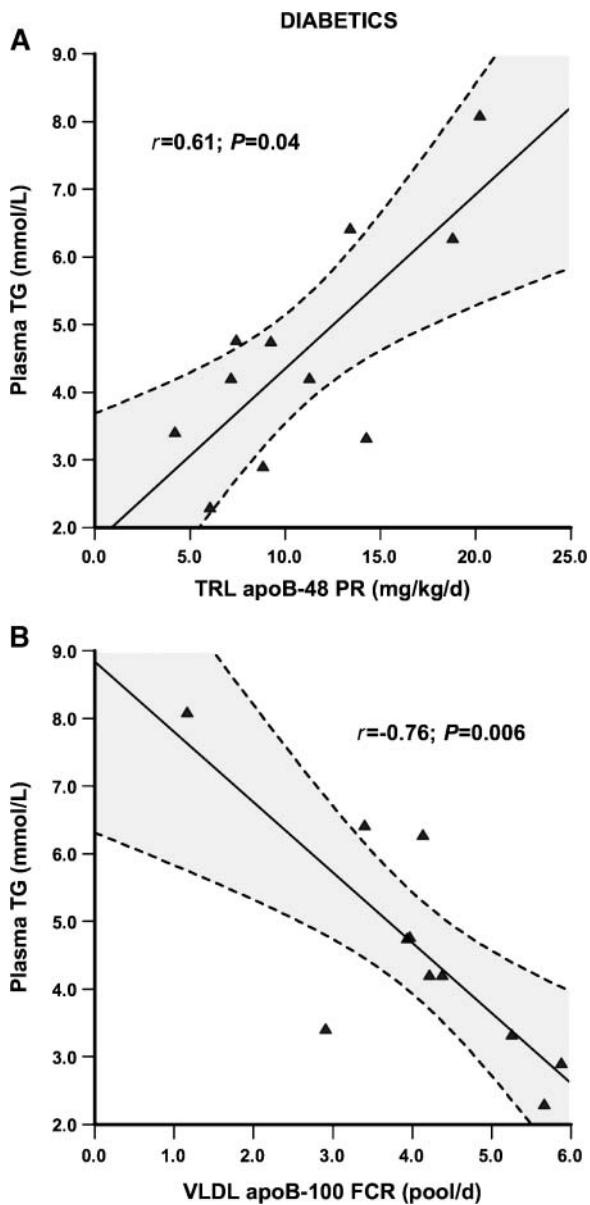 DIABETICS
A
r=0.61; P=0.04
Plasma TG (mmol/L)
9.0
8.0
7.0
6.0
5.0
4.0
3.0
2.0
0.0 5.0 10.0 15.0 20.0 25.0
TRL apoB-48 PR (mg/kg/d)
B
r=-0.76; P=0.006
Plasma TG (mmol/L)
9.0
8.0
7.0
6.0
5.0
4.0
3.0
2.0
0.0 1.0 2.0 3.0 4.0 5.0 6.0
VLDL apoB-100 FCR (pool/d)